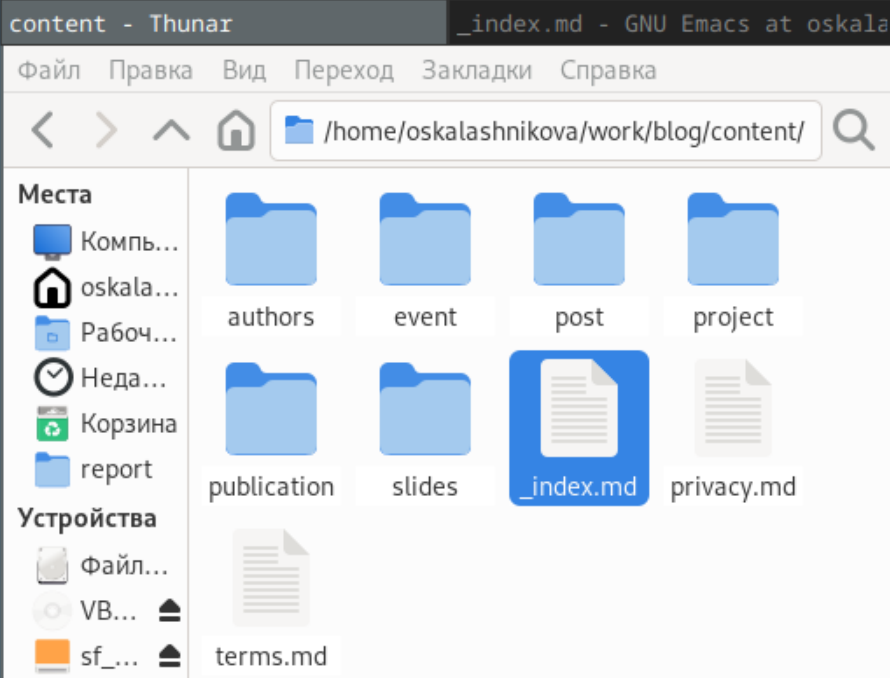 content - Thunar
_index.md - GNU Emacs at oskala
Файл Правка Вид Переход Закладки Справка
/home/oskalashnikova/work/blog/content/
Места
Компь...
oskala...
Рабоч...
Неда...
Корзина
report
Устройства
Файл...
VB...
sf_...
authors event post project
publication slides _index.md privacy.md
terms.md